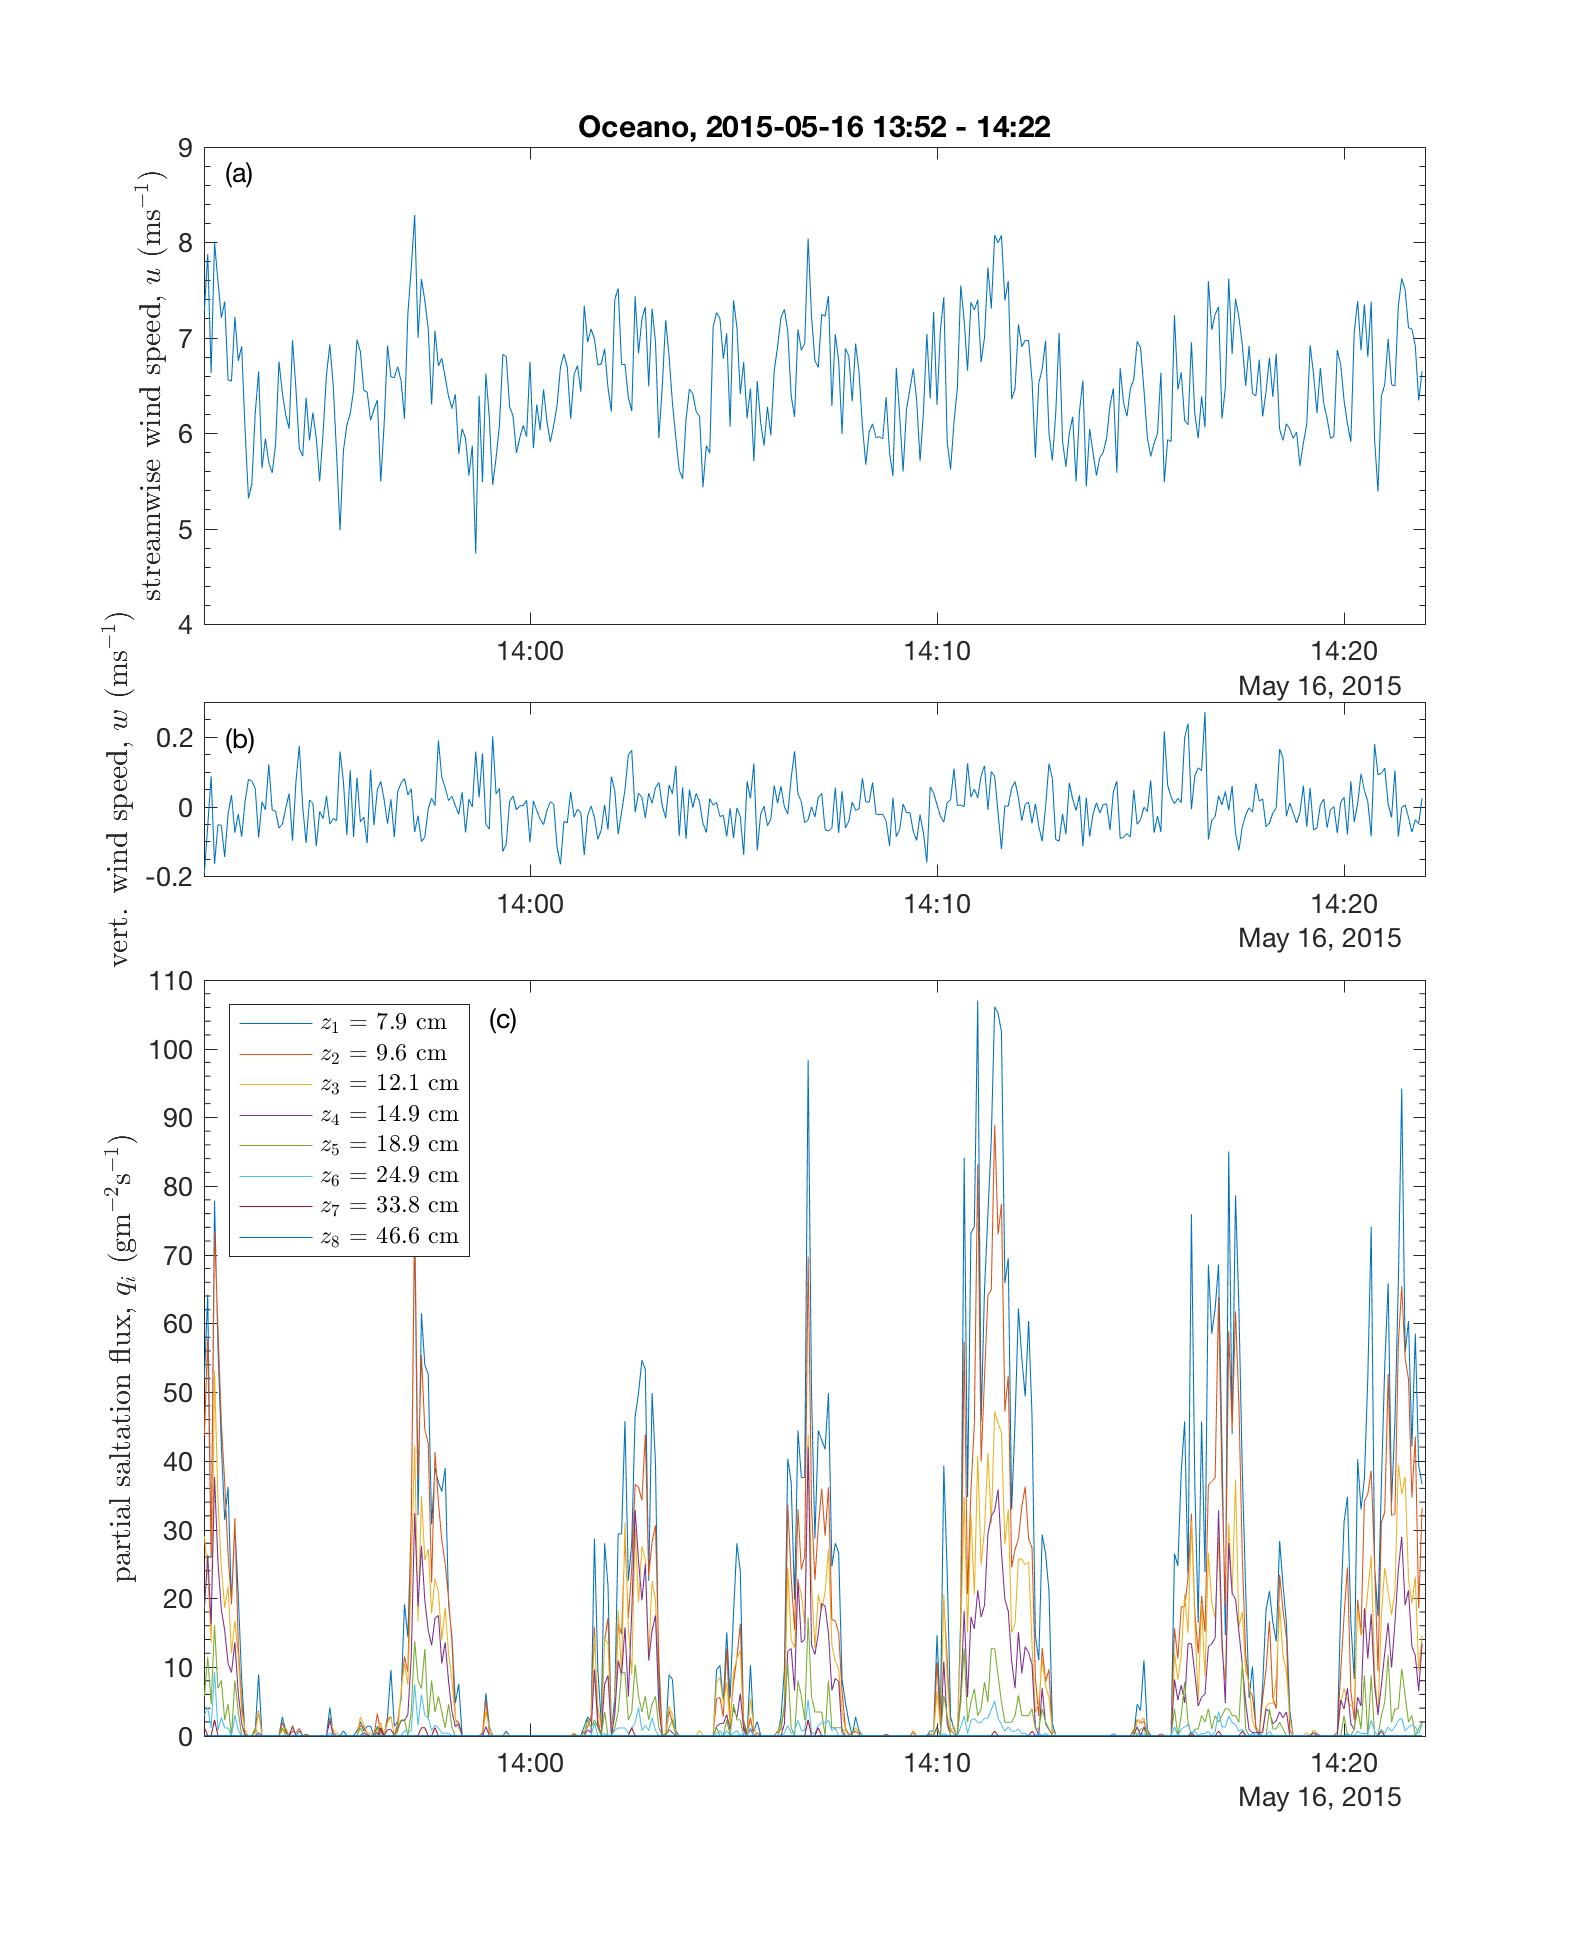 Oceano, 2015-05-16 13:52 - 14:22
(a)
streamwise wind speed, u (ms⁻¹)
9
8
7
6
5
4
14:00 14:10 14:20
May 16, 2015
(b)
vert. wind speed, w (ms⁻¹)
0.2
0
-0.2
14:00 14:10 14:20
May 16, 2015
(c)
partial saltation flux, qᵢ (gm⁻²s⁻¹)
110
100
90
80
70
60
50
40
30
20
10
0
z₁ = 7.9 cm
z₂ = 9.6 cm
z₃ = 12.1 cm
z₄ = 14.9 cm
z₅ = 18.9 cm
z₆ = 24.9 cm
z₇ = 33.8 cm
z₈ = 46.6 cm
14:00 14:10 14:20
May 16, 2015